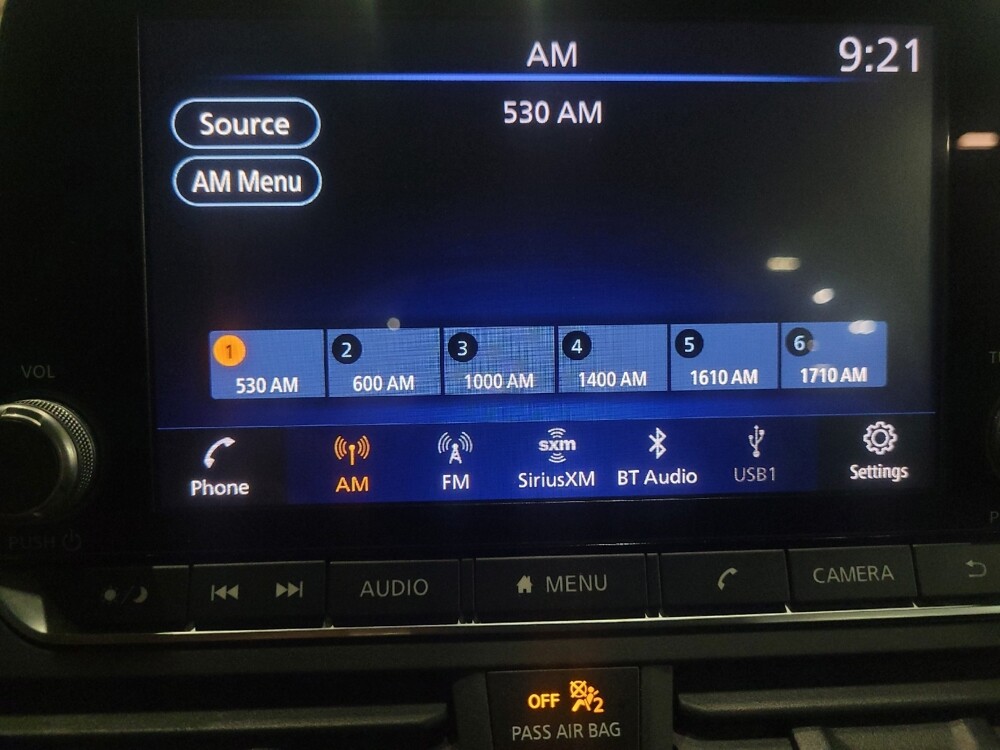 AM
9:21
530 AM
Source
AM Menu
1
2
3
4
5
6
530 AM
600 AM
1000 AM
1400 AM
1610 AM
1710 AM
sxm
Phone
AM
FM
SiriusXM
BT Audio
USB1
Settings
VOL
PUSH
AUDIO
MENU
CAMERA
OFF
2
PASS AIR BAG